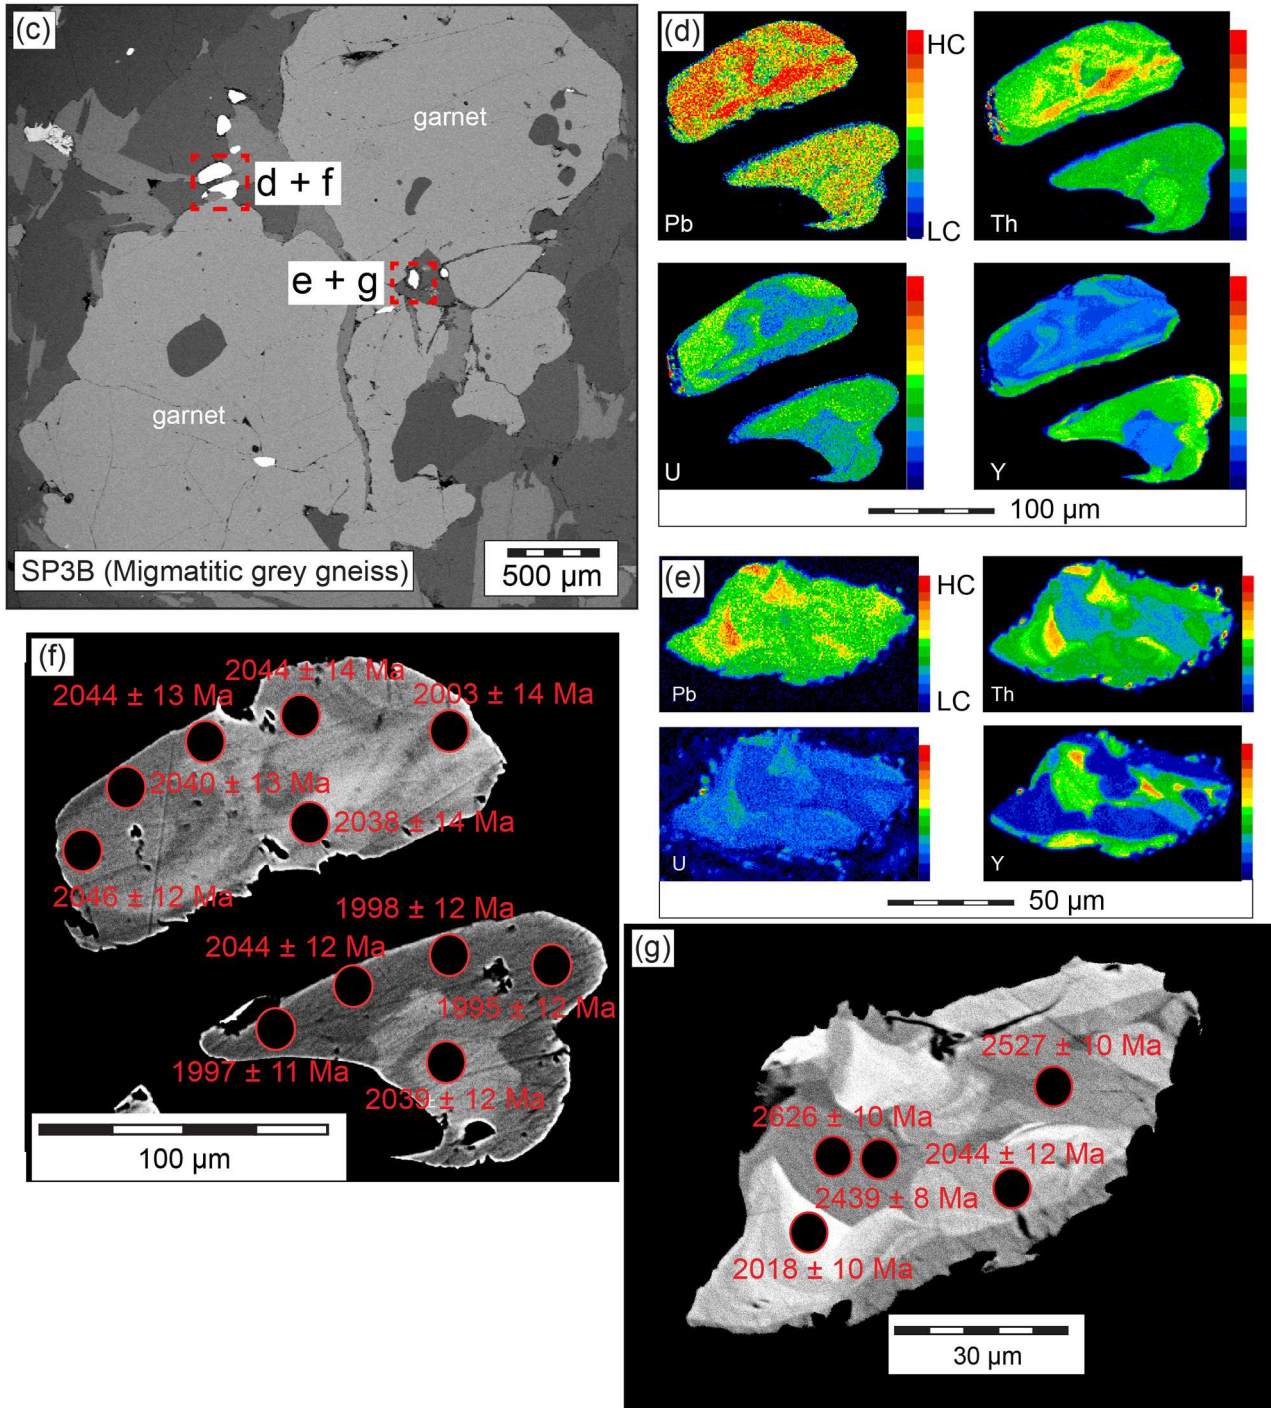 (c)
garnet
d + f
e + g
garnet
SP3B (Migmatitic grey gneiss)
500 µm
(d)
HC
LC
Pb
Th
U
Y
100 µm
(e)
HC
LC
Pb
Th
U
Y
50 µm
(f)
2044 ± 14 Ma
2044 ± 13 Ma
2003 ± 14 Ma
2040 ± 13 Ma
2038 ± 14 Ma
2046 ± 12 Ma
1998 ± 12 Ma
2044 ± 12 Ma
1995 ± 12 Ma
1997 ± 11 Ma
2039 ± 12 Ma
100 µm
(g)
2527 ± 10 Ma
2626 ± 10 Ma
2044 ± 12 Ma
2439 ± 8 Ma
2018 ± 10 Ma
30 µm